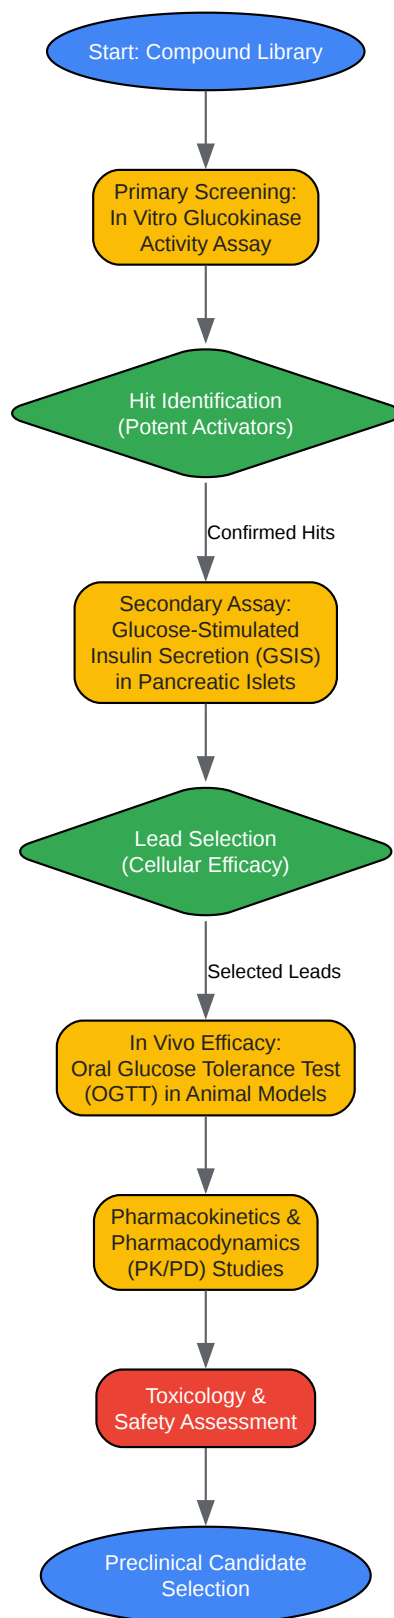 Start: Compound Library
Primary Screening:
In Vitro Glucokinase
Activity Assay
Hit Identification
(Potent Activators)
Confirmed Hits
Secondary Assay:
Glucose-Stimulated
Insulin Secretion (GSIS)
in Pancreatic Islets
Lead Selection
(Cellular Efficacy)
Selected Leads
In Vivo Efficacy:
Oral Glucose Tolerance Test
(OGTT) in Animal Models
Pharmacokinetics &
Pharmacodynamics
(PK/PD) Studies
Toxicology &
Safety Assessment
Preclinical Candidate
Selection